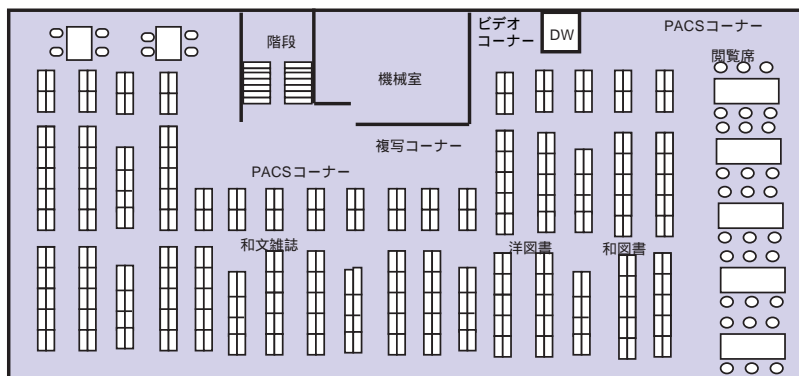 ビデオ
コーナー
DW
PACSコーナー
階段
閲覧席
機械室
複写コーナー
PACSコーナー
和文雑誌
洋図書
和図書